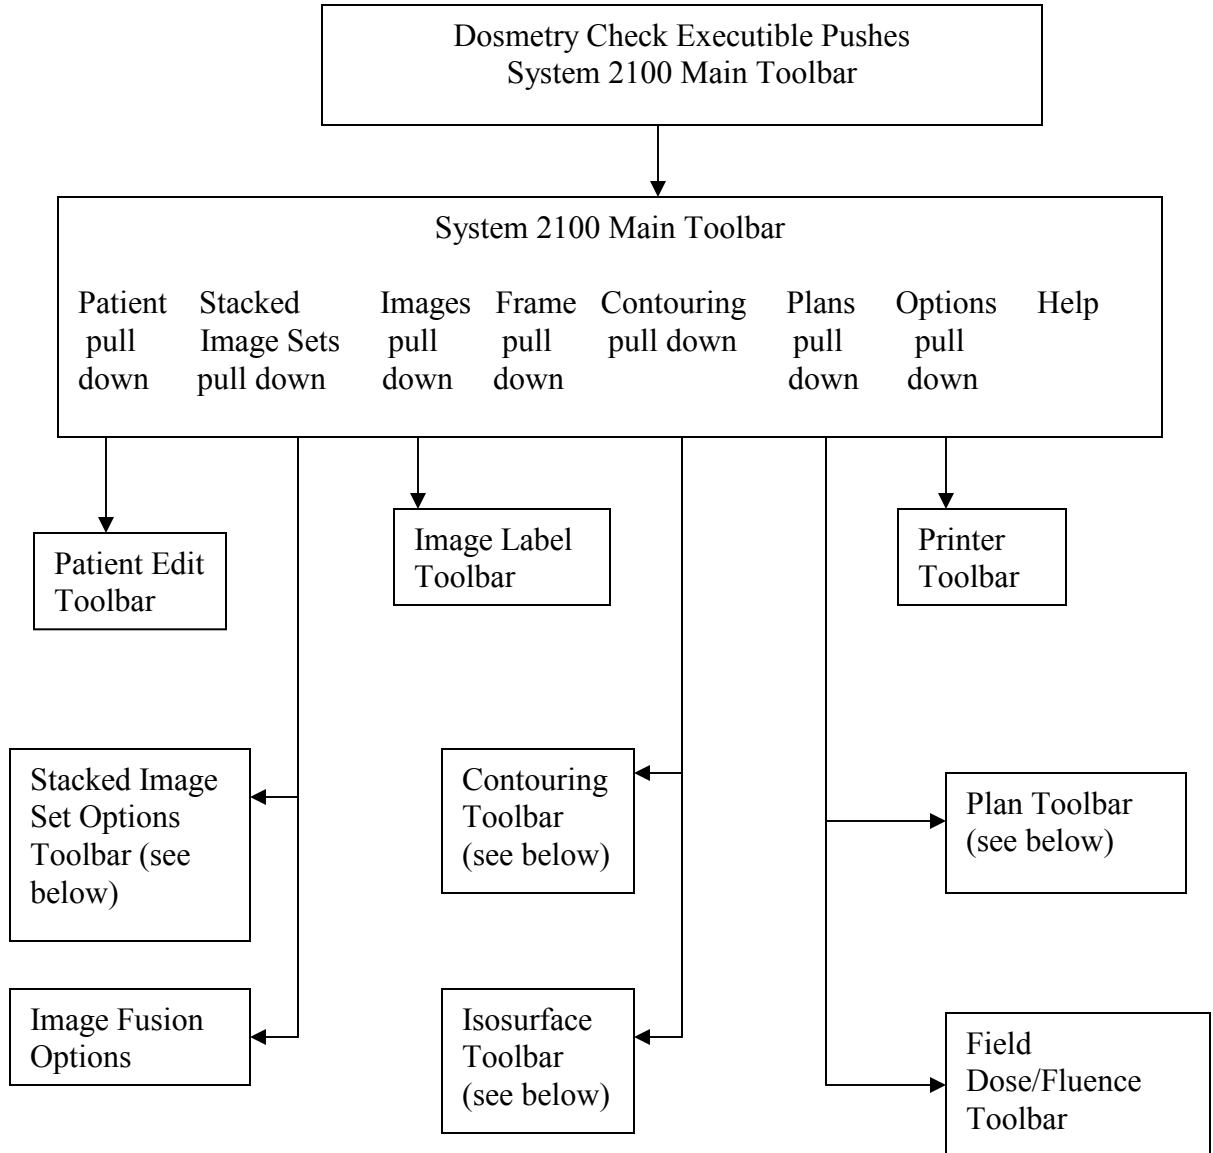 Dosmetry Check Executible Pushes
System 2100 Main Toolbar
System 2100 Main Toolbar
Patient Stacked Images Frame Contouring Plans Options Help
pull Image Sets pull pull pull down pull pull
down pull down down down down down
Patient Edit
Toolbar
Image Label
Toolbar
Printer
Toolbar
Stacked Image
Set Options
Toolbar (see
below)
Contouring
Toolbar
(see below)
Plan Toolbar
(see below)
Image Fusion
Options
Isosurface
Toolbar
(see below)
Field
Dose/Fluence
Toolbar